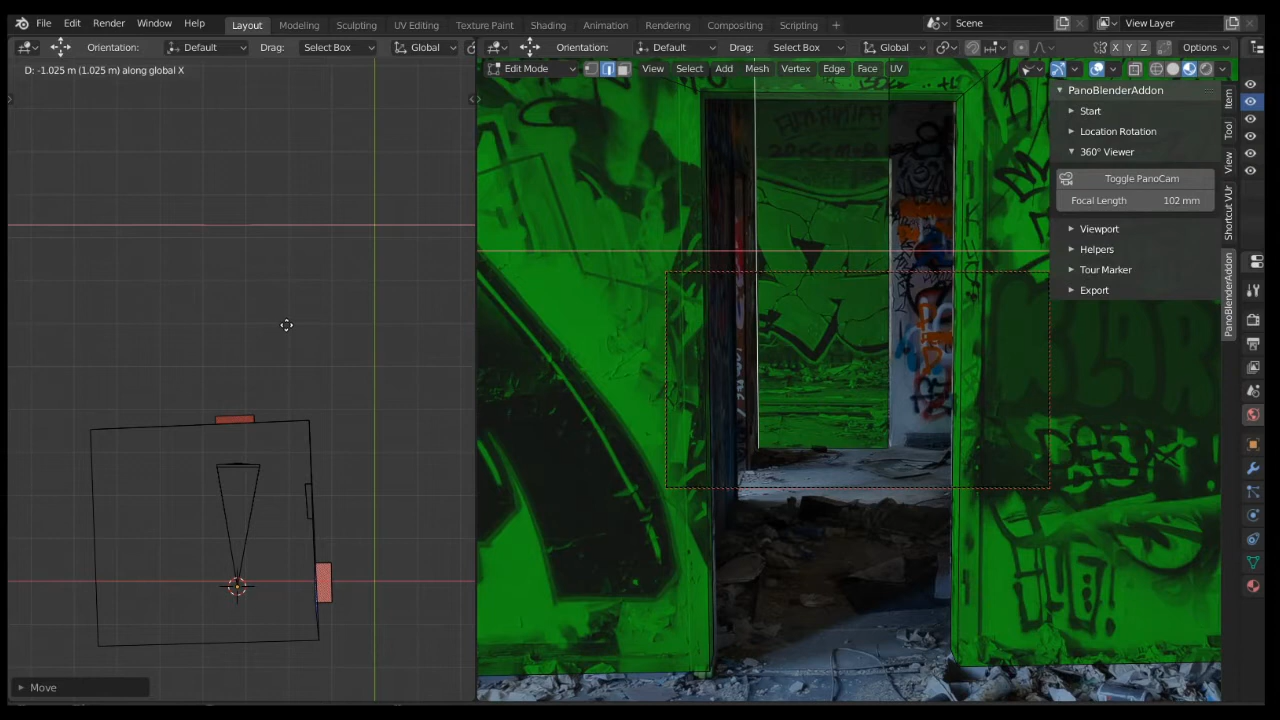 File Edit Render Window Help Layout Modeling Sculpting UV Editing Texture Paint Shading Animation Rendering Compositing Scripting + Scene View Layer
Orientation: Default Drag: Select Box Global Orientation: Default Drag: Select Box Global X Y Z Options
D: -1.025 m (1.025 m) along global X
Edit Mode View Select Add Mesh Vertex Edge Face UV
PanoBlenderAddon
Start
Location Rotation
360° Viewer
Toggle PanoCam
Focal Length 102 mm
Viewport
Helpers
Tour Marker
Export
Item
Tool
View
Shortcut VUr
PanoBlenderAddon
KLAR
Move